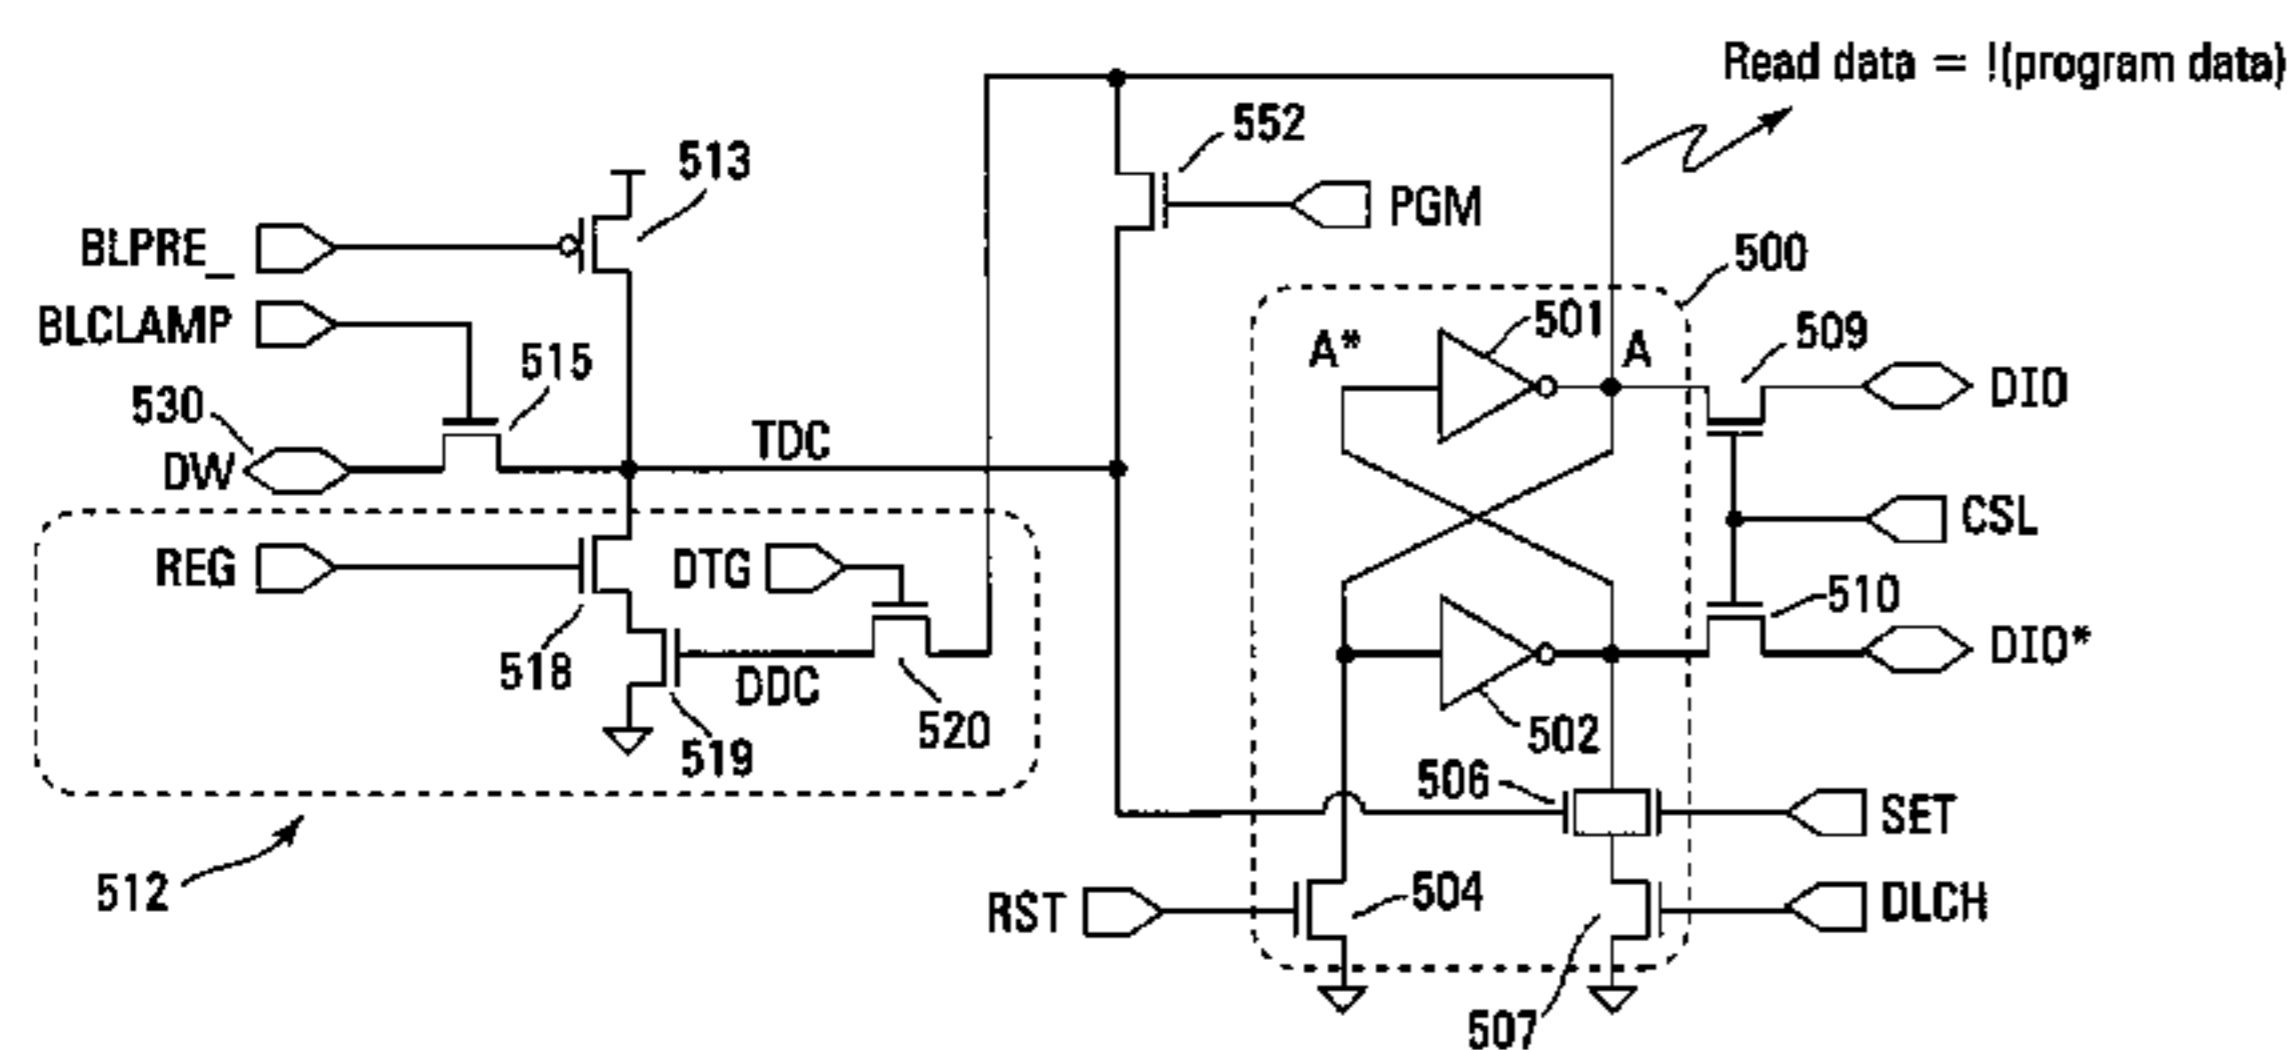 Read data = !(program data)
552
513
PGM
BLPRE_
500
BLCLAMP
501
509
A*
A
515
DIO
530
TDC
DW
CSL
REG
DTG
510
518
DDC
DIO*
520
502
519
506
SET
512
RST
504
DLCH
507